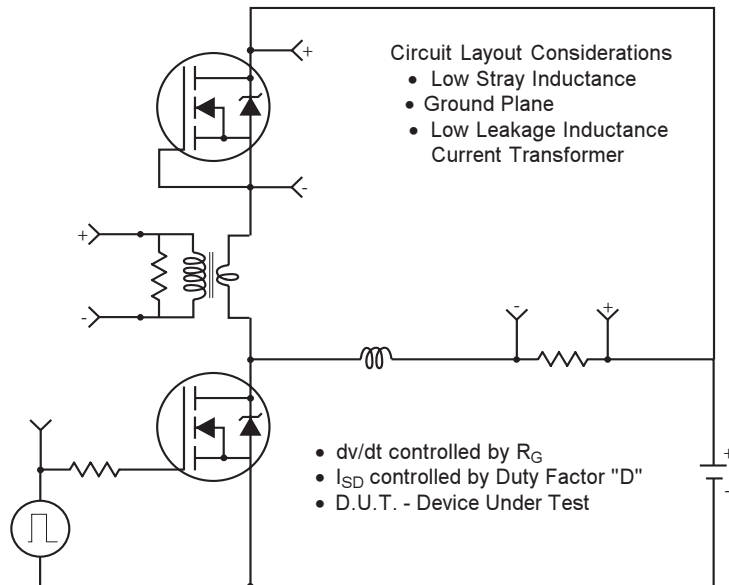 +
Circuit Layout Considerations
• Low Stray Inductance
• Ground Plane
• Low Leakage Inductance
Current Transformer
-
+
-
- +
• dv/dt controlled by RG
• ISD controlled by Duty Factor "D"
• D.U.T. - Device Under Test
+
-